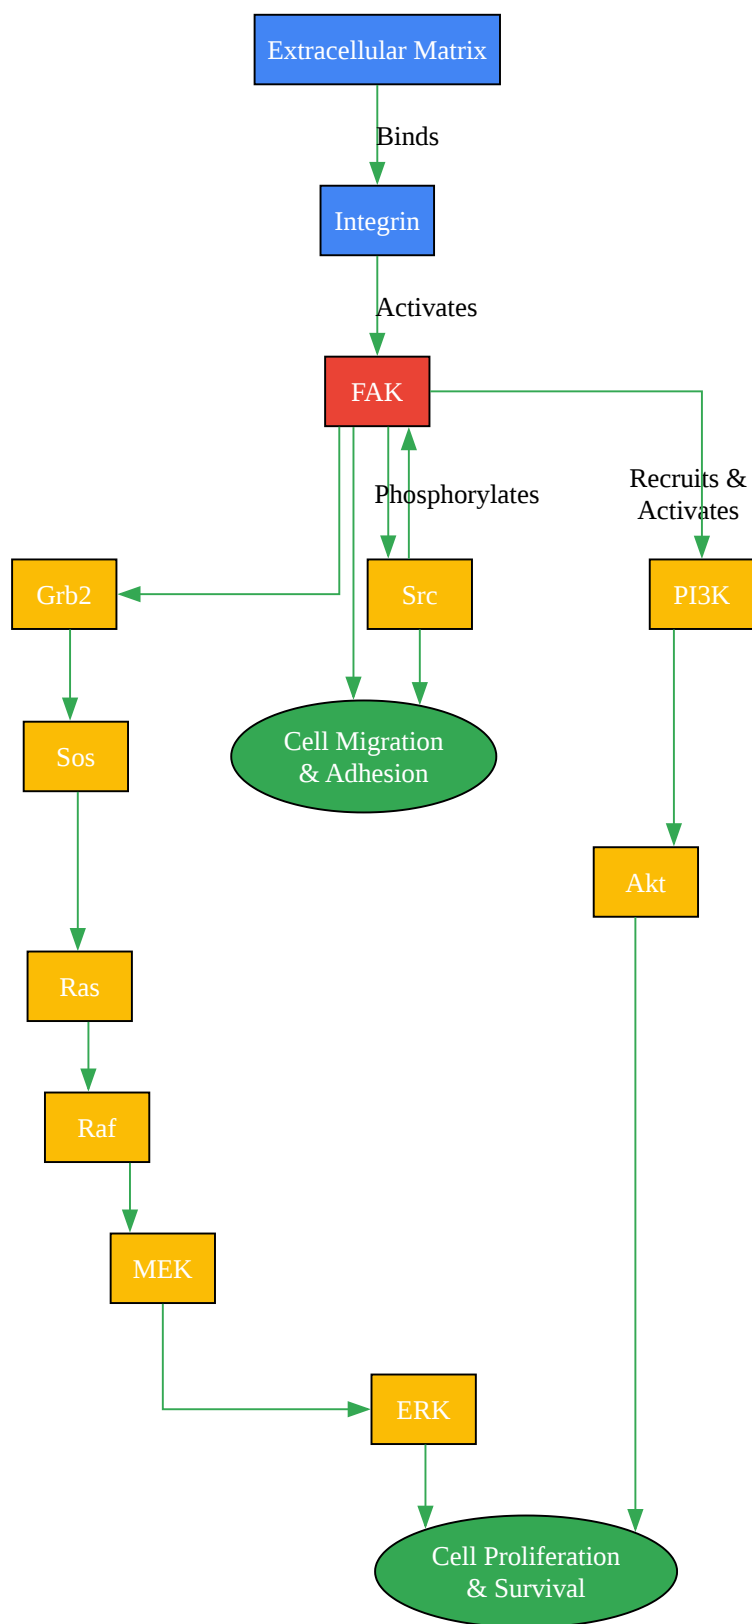 Extracellular Matrix
Binds
Integrin
Activates
FAK
Phosphorylates
Recruits &
Activates
Grb2
Src
PI3K
Sos
Cell Migration
& Adhesion
Akt
Ras
Raf
MEK
ERK
Cell Proliferation
& Survival